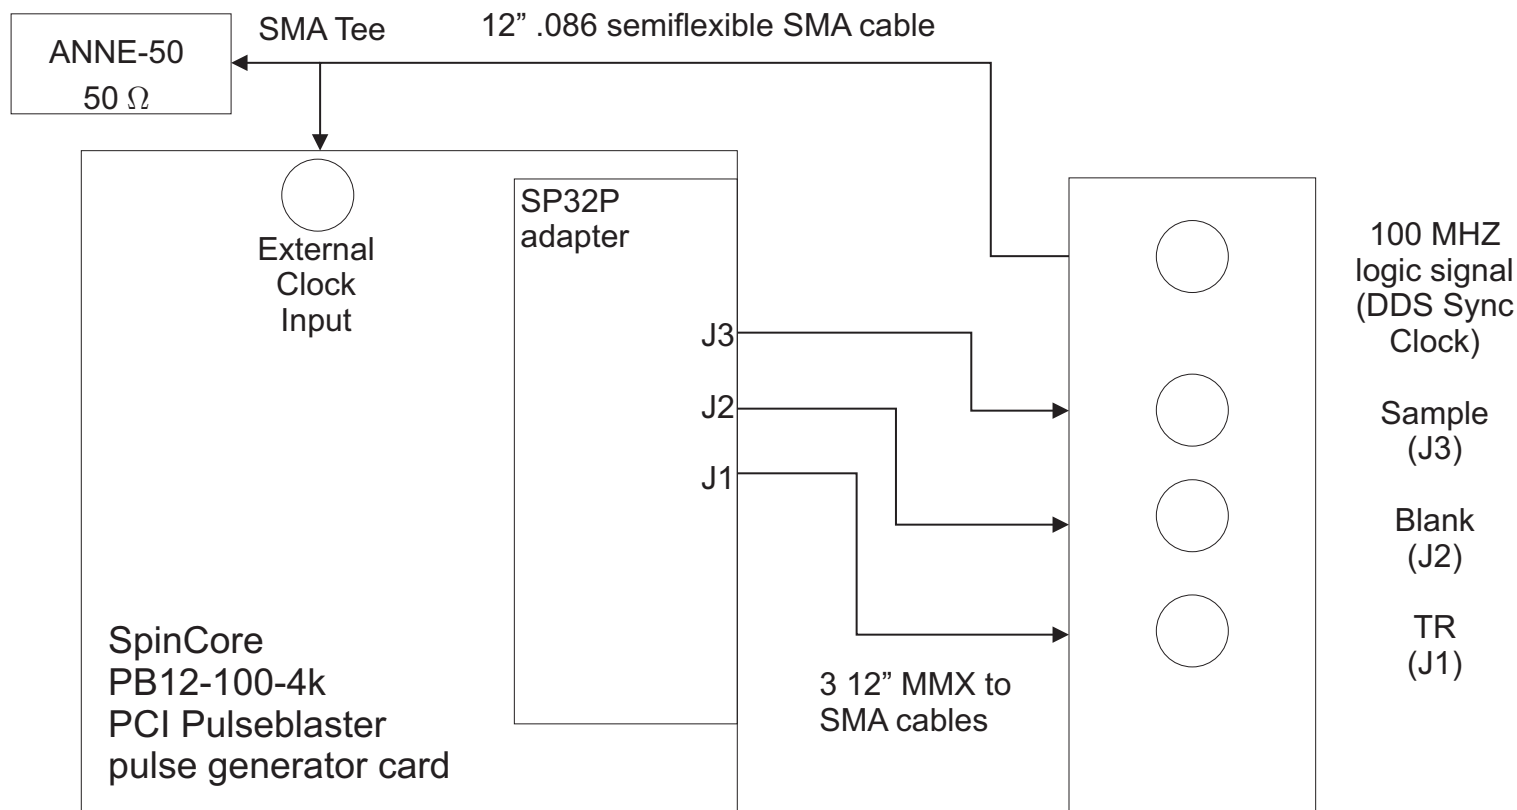 SMA Tee
12” .086 semiflexible SMA cable
ANNE-50
50 Ω
External
Clock
Input
SP32P
adapter
J3
J2
J1
SpinCore
PB12-100-4k
PCI Pulseblaster
pulse generator card
3 12” MMX to
SMA cables
100 MHZ
logic signal
(DDS Sync
Clock)
Sample
(J3)
Blank
(J2)
TR
(J1)